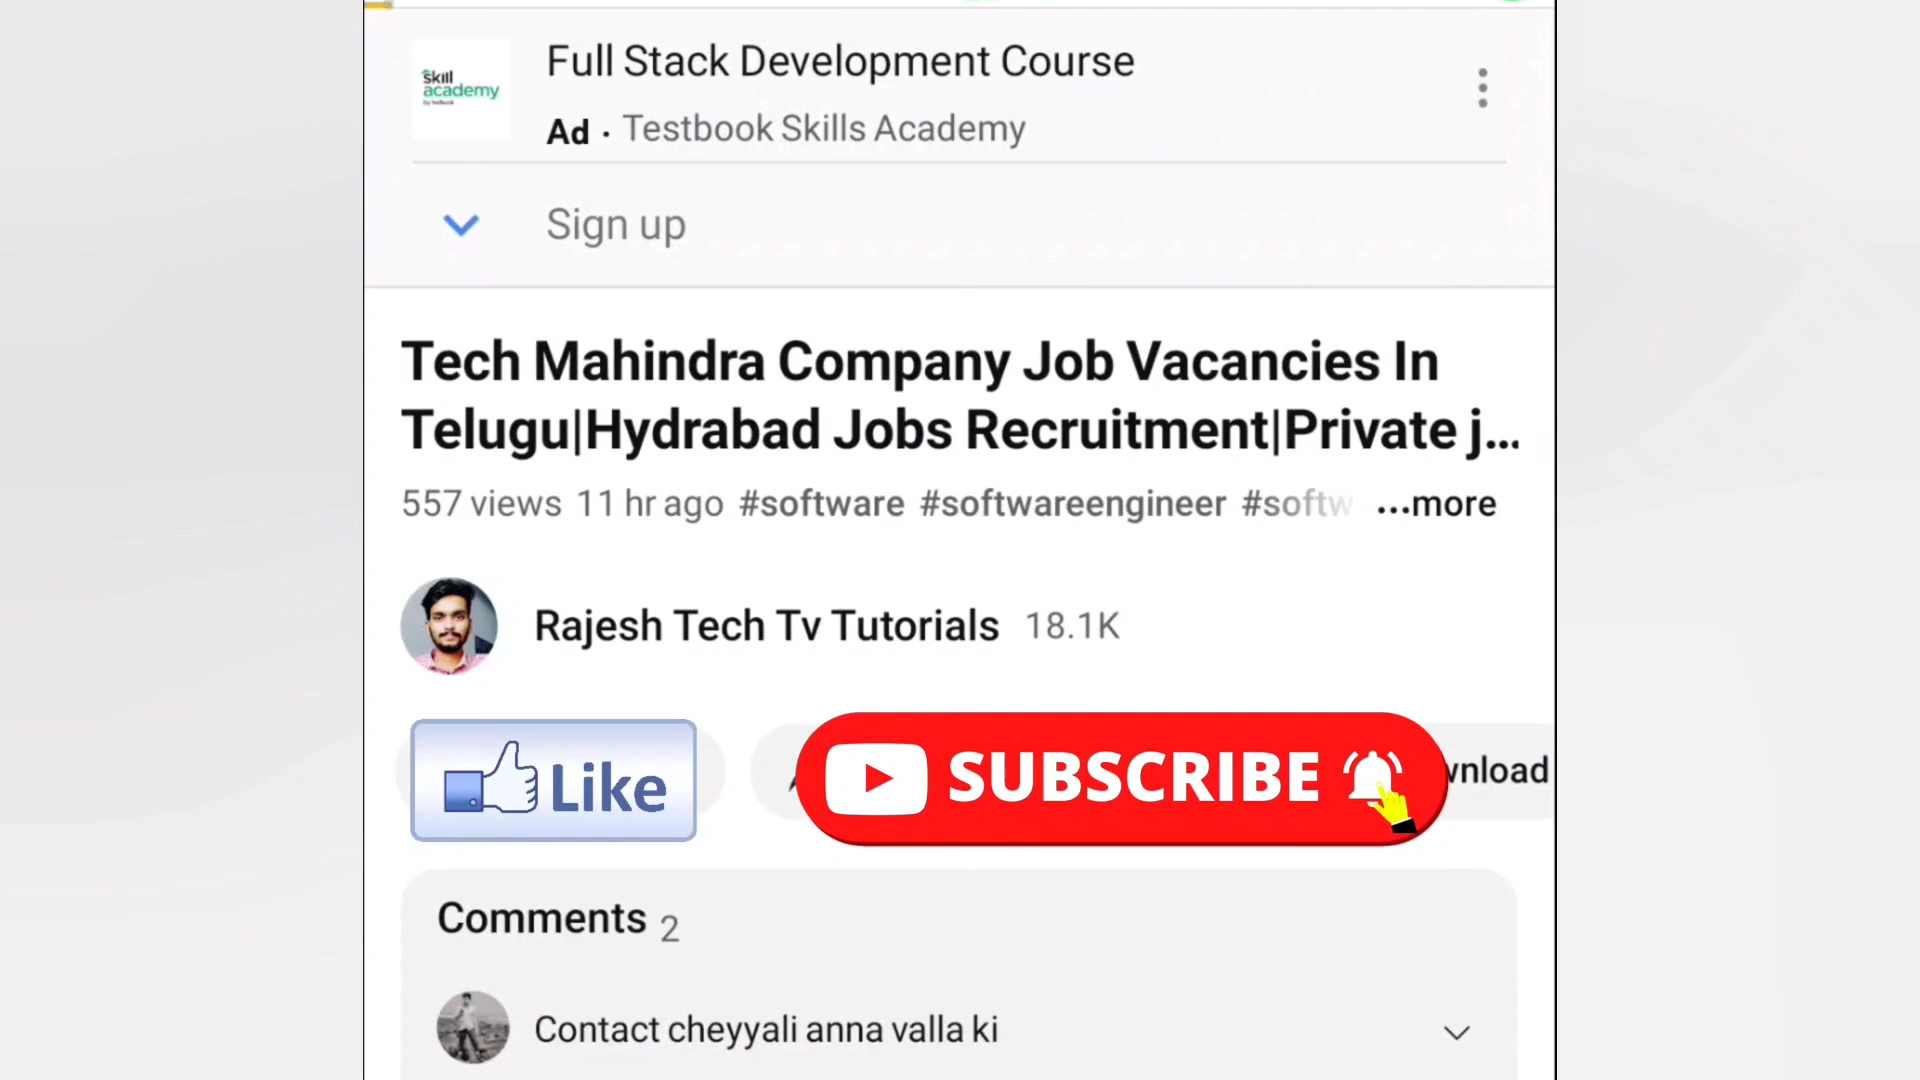 skill
academy
by testbook
Full Stack Development Course
Ad · Testbook Skills Academy
Sign up
Tech Mahindra Company Job Vacancies In
Telugu|Hydrabad Jobs Recruitment|Private j...
557 views 11 hr ago #software #softwareengineer #softw ...more
Rajesh Tech Tv Tutorials 18.1K
Like
SUBSCRIBE
wnload
Comments 2
Contact cheyyali anna valla ki